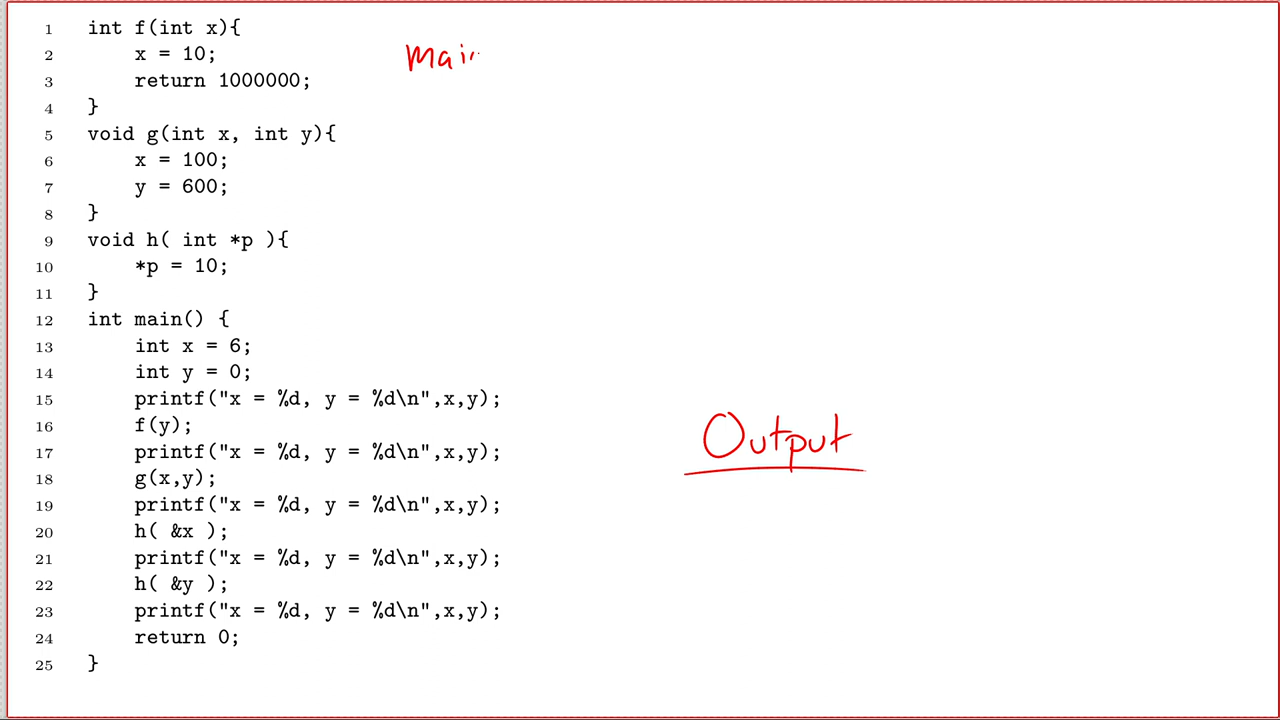 1 int f(int x){
2 x = 10;
3 return 1000000;
4 }
5 void g(int x, int y){
6 x = 100;
7 y = 600;
8 }
9 void h( int *p ){
10 *p = 10;
11 }
12 int main() {
13 int x = 6;
14 int y = 0;
15 printf("x = %d, y = %d\n",x,y);
16 f(y);
17 printf("x = %d, y = %d\n",x,y);
18 g(x,y);
19 printf("x = %d, y = %d\n",x,y);
20 h( &x );
21 printf("x = %d, y = %d\n",x,y);
22 h( &y );
23 printf("x = %d, y = %d\n",x,y);
24 return 0;
25 }
Output